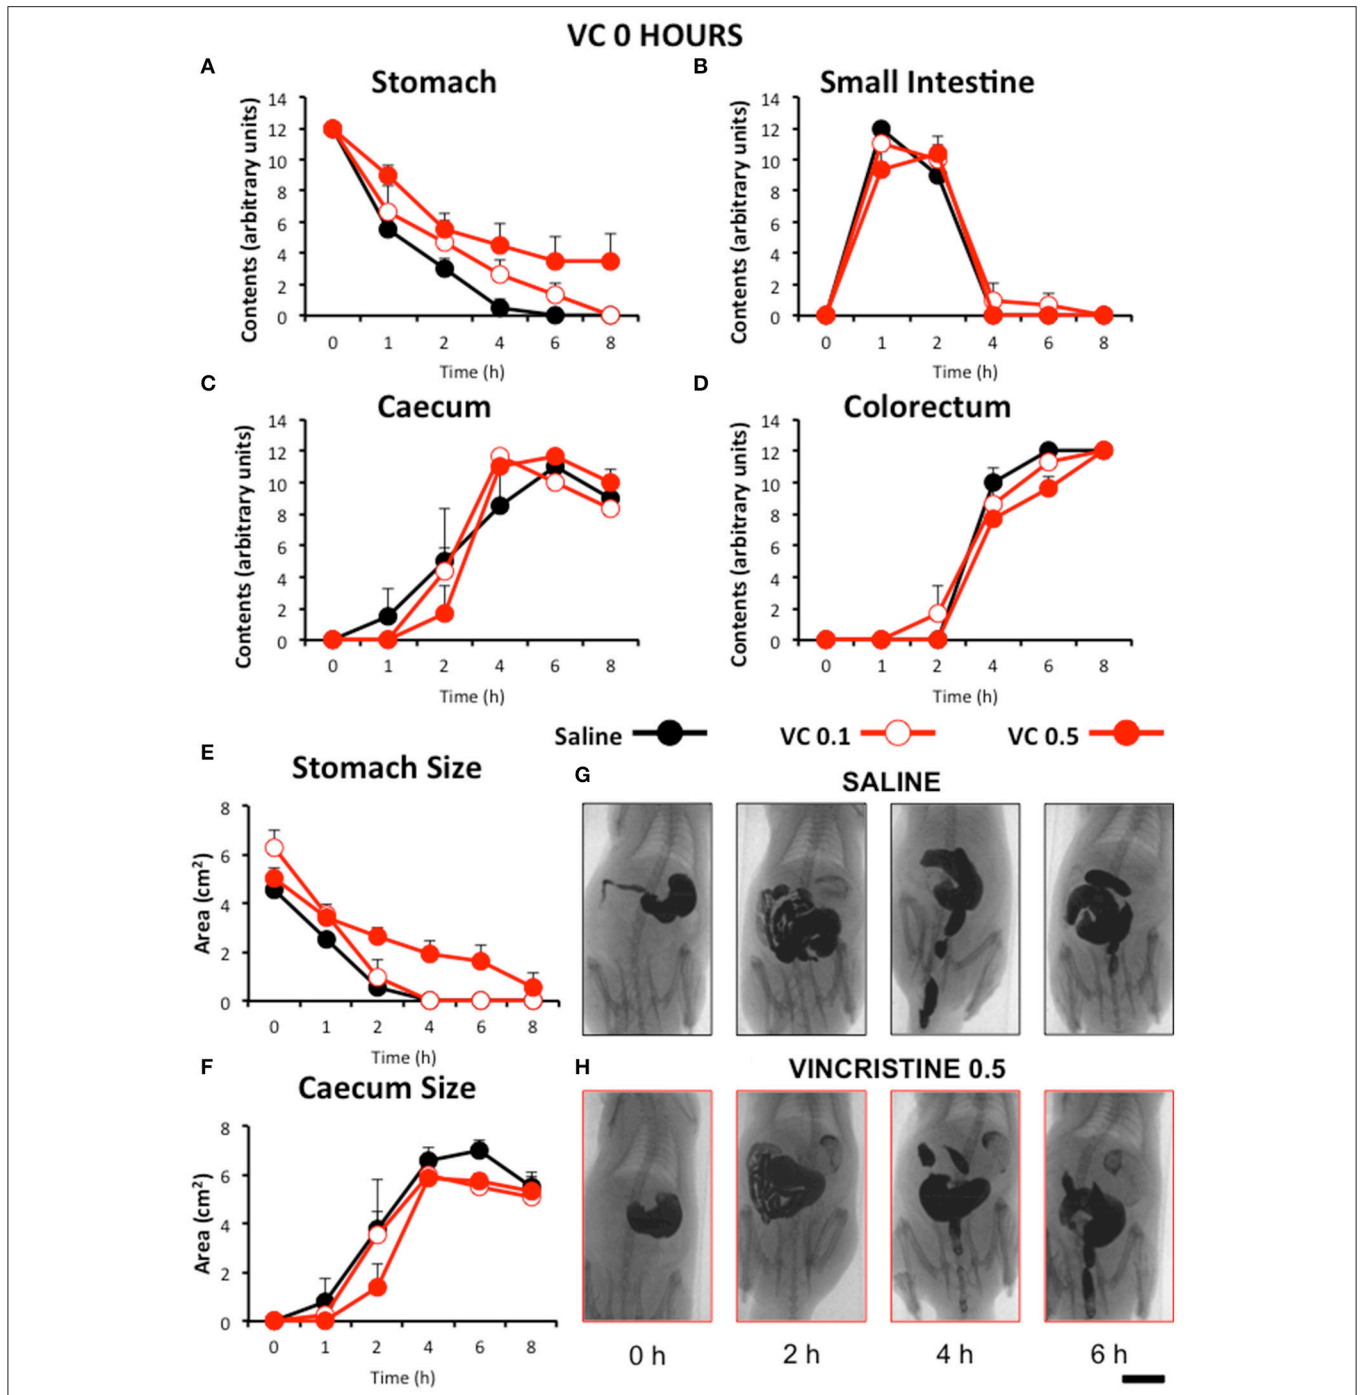 VC 0 HOURS
A
Stomach
Contents (arbitrary units)
14
12
10
8
6
4
2
0
0 1 2 4 6 8
Time (h)
B
Small Intestine
Contents (arbitrary units)
14
12
10
8
6
4
2
0
0 1 2 4 6 8
Time (h)
C
Caecum
Contents (arbitrary units)
14
12
10
8
6
4
2
0
0 1 2 4 6 8
Time (h)
D
Colorectum
Contents (arbitrary units)
14
12
10
8
6
4
2
0
0 1 2 4 6 8
Time (h)
Saline VC 0.1 VC 0.5
E
Stomach Size
Area (cm²)
8
6
4
2
0
0 1 2 4 6 8
Time (h)
F
Caecum Size
Area (cm²)
8
6
4
2
0
0 1 2 4 6 8
Time (h)
G
SALINE
H
VINCRISTINE 0.5
0 h 2 h 4 h 6 h